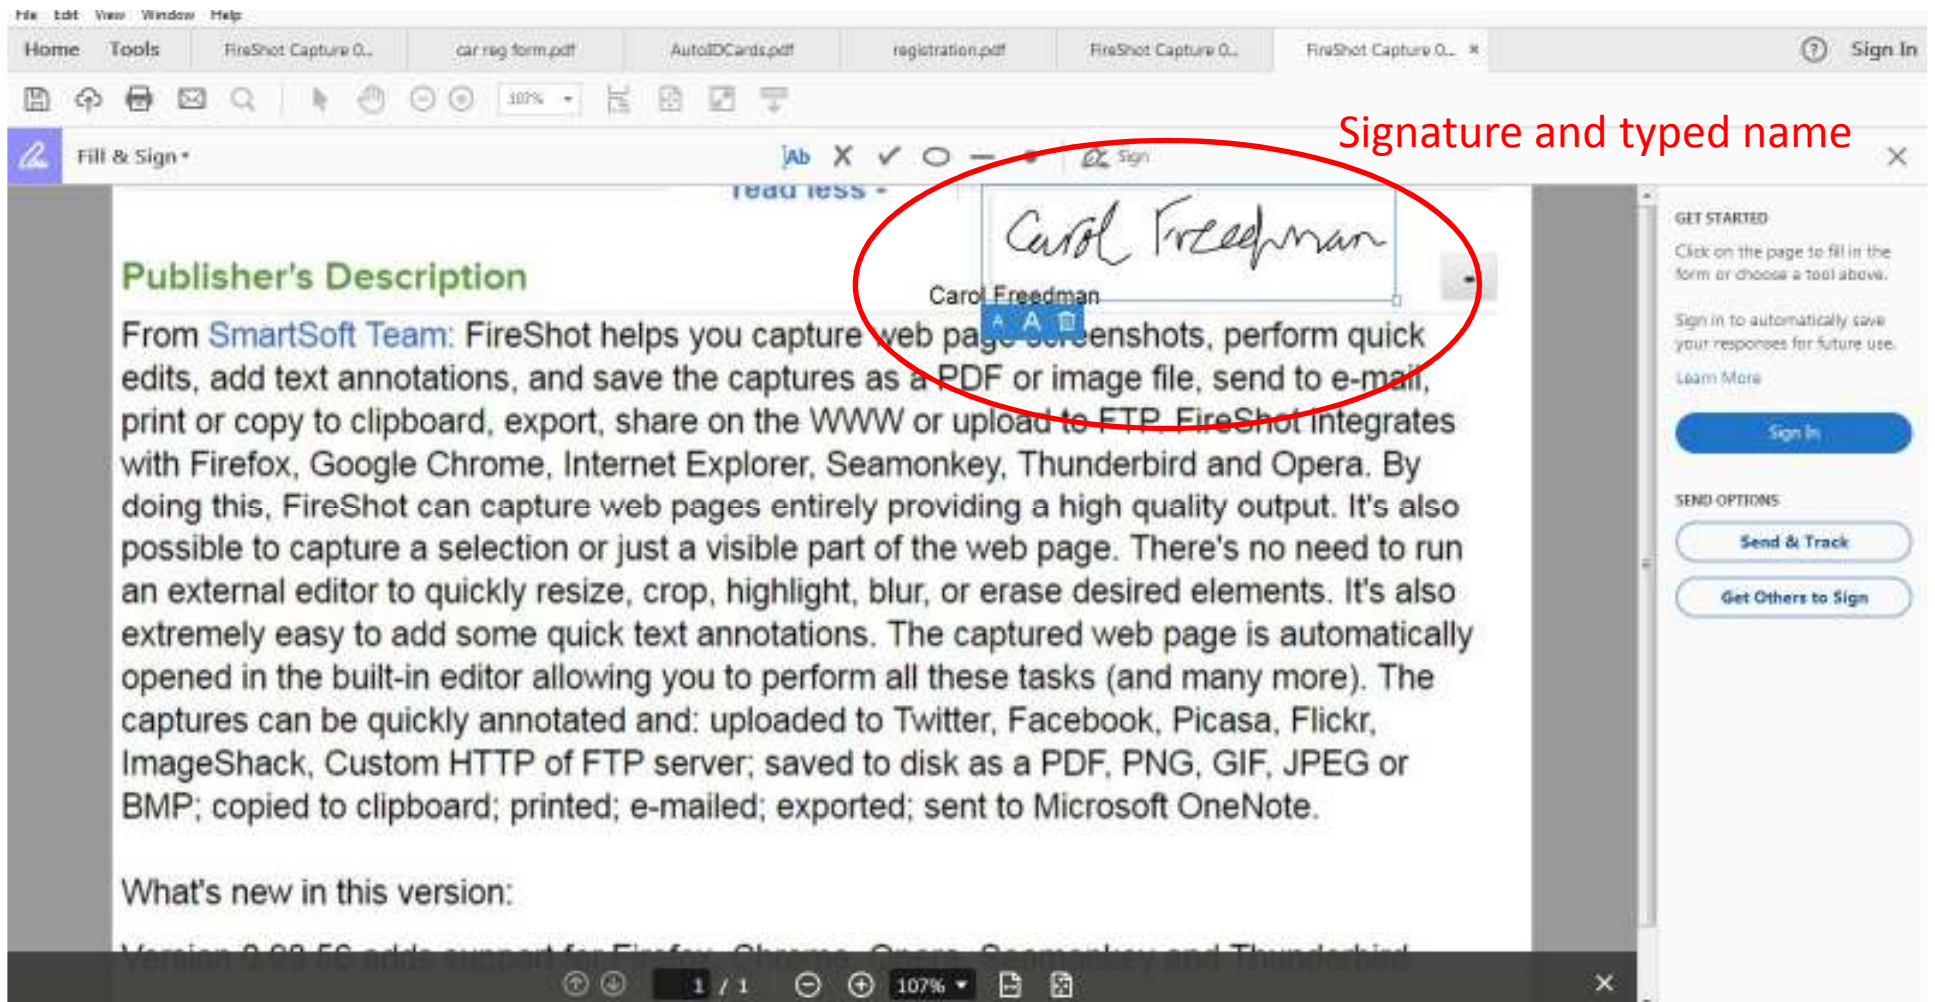 File Edit View Window Help
Home Tools FireShot Capture 0... car reg form.pdf AutoIDCards.pdf registration.pdf FireShot Capture 0... FireShot Capture 0... × ? Sign In
107%
Signature and typed name
Fill & Sign Ab Sign
read less -
Carol Freedman
Publisher's Description
Carol Freedman
A A
From SmartSoft Team: FireShot helps you capture web page screenshots, perform quick
edits, add text annotations, and save the captures as a PDF or image file, send to e-mail,
print or copy to clipboard, export, share on the WWW or upload to FTP. FireShot integrates
with Firefox, Google Chrome, Internet Explorer, Seamonkey, Thunderbird and Opera. By
doing this, FireShot can capture web pages entirely providing a high quality output. It's also
possible to capture a selection or just a visible part of the web page. There's no need to run
an external editor to quickly resize, crop, highlight, blur, or erase desired elements. It's also
extremely easy to add some quick text annotations. The captured web page is automatically
opened in the built-in editor allowing you to perform all these tasks (and many more). The
captures can be quickly annotated and: uploaded to Twitter, Facebook, Picasa, Flickr,
ImageShack, Custom HTTP of FTP server; saved to disk as a PDF, PNG, GIF, JPEG or
BMP; copied to clipboard; printed; e-mailed; exported; sent to Microsoft OneNote.
What's new in this version:
Version 0.98.56 adds support for Firefox, Chrome, Opera, Seamonkey and Thunderbird
1 / 1 107%
GET STARTED
Click on the page to fill in the
form or choose a tool above.
Sign in to automatically save
your responses for future use.
Learn More
Sign In
SEND OPTIONS
Send & Track
Get Others to Sign